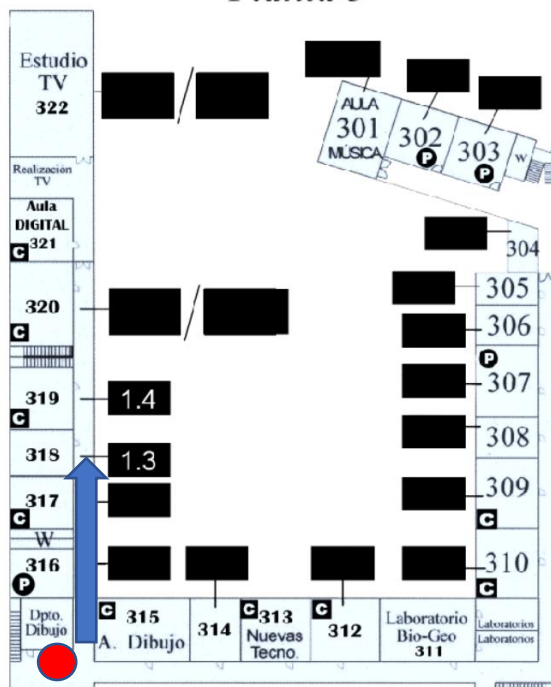 Estudio
TV
322
AULA
301
MÚSICA
302
P
303
P
W
Realización
TV
Aula
DIGITAL
321
C
304
305
320
C
306
P
307
319
C
1.4
308
318
1.3
309
C
317
C
W
316
P
310
C
Dpto.
Dibujo
C
315
A. Dibujo
314
C
313
Nuevas
Tecno.
C
312
Laboratorio
Bio-Geo
311
Laboratorios
Laboratorios